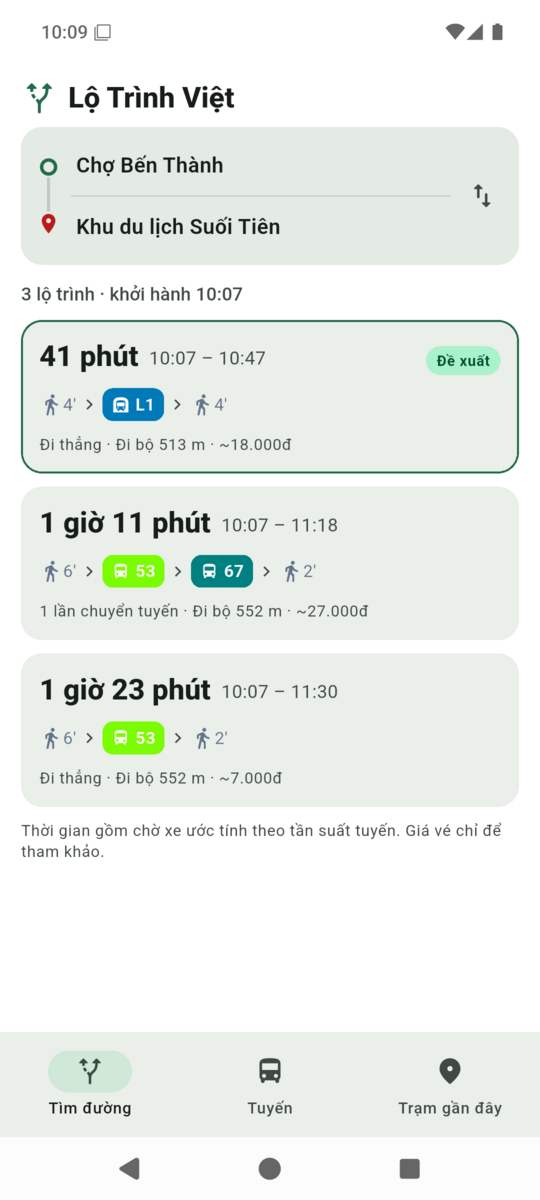 10:09
Lộ Trình Việt
Chợ Bến Thành
Khu du lịch Suối Tiên
3 lộ trình · khởi hành 10:07
41 phút 10:07 – 10:47
Đề xuất
4' > L1 > 4'
Đi thẳng · Đi bộ 513 m · ~18.000đ
1 giờ 11 phút 10:07 – 11:18
6' > 53 > 67 > 2'
1 lần chuyển tuyến · Đi bộ 552 m · ~27.000đ
1 giờ 23 phút 10:07 – 11:30
6' > 53 > 2'
Đi thẳng · Đi bộ 552 m · ~7.000đ
Thời gian gồm chờ xe ước tính theo tần suất tuyến. Giá vé chỉ để
tham khảo.
Tìm đường
Tuyến
Trạm gần đây